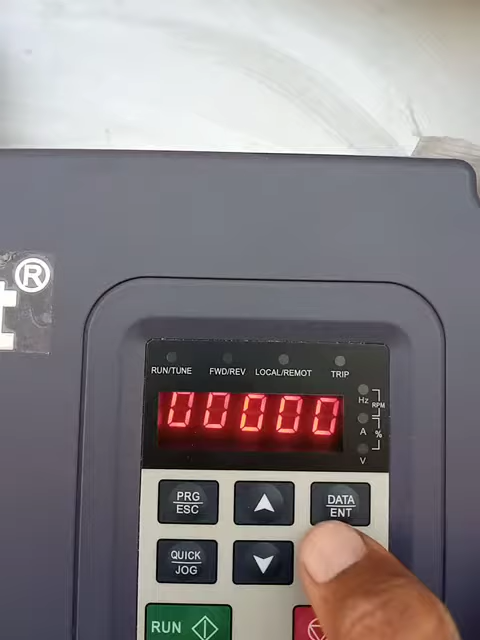 t®
RUN/TUNE FWD/REV LOCAL/REMOT TRIP
Hz RPM
A %
V
00000
PRG/ESC DATA/ENT
QUICK/JOG
RUN